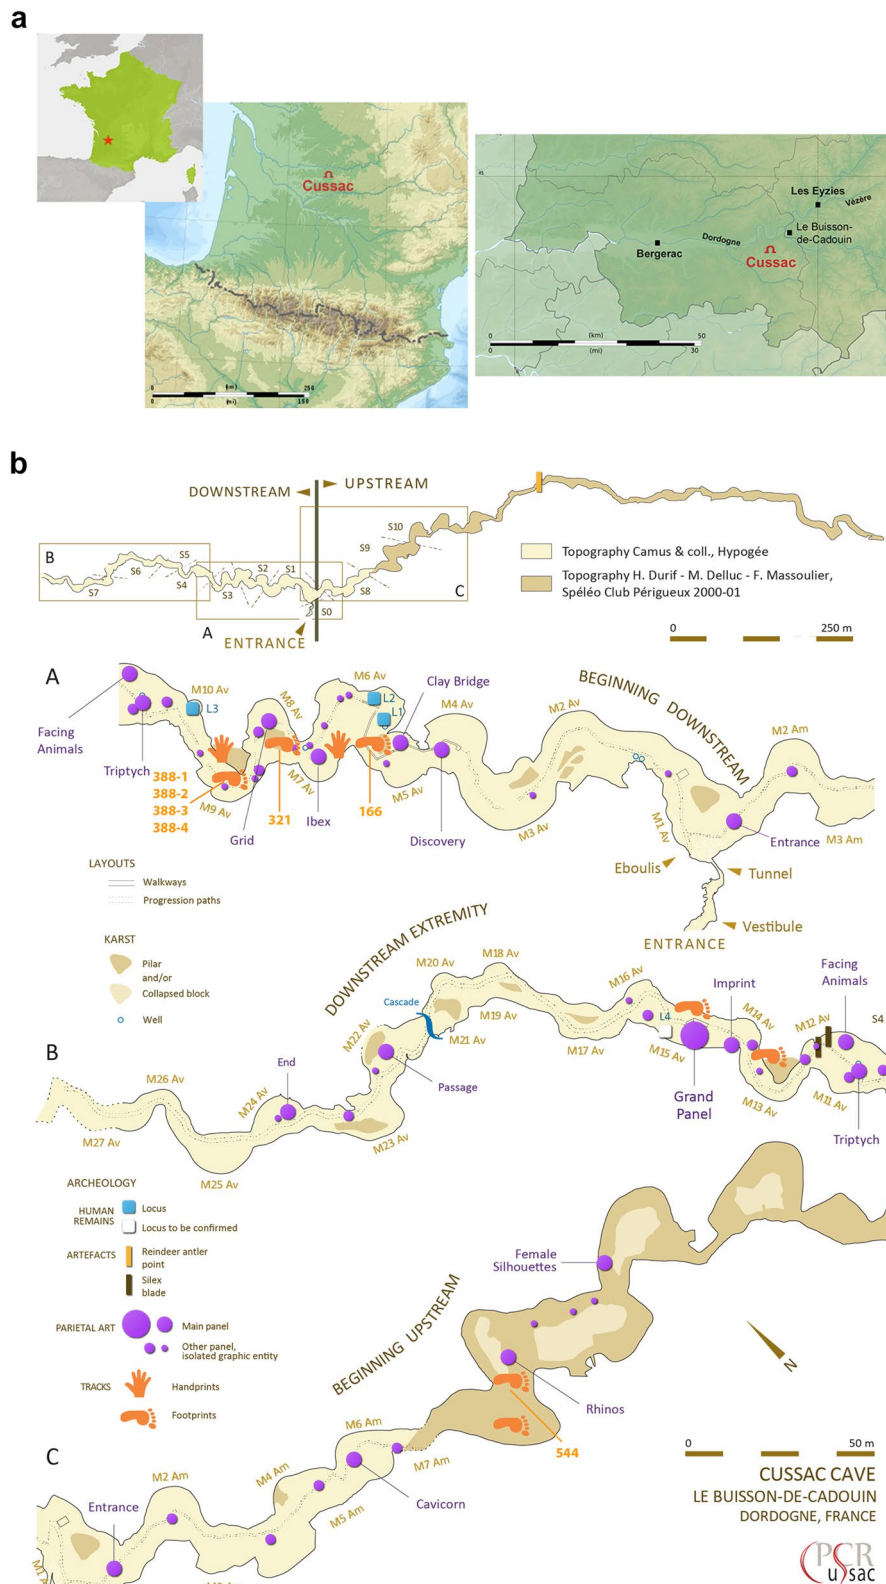 a
Cussac
41
Les Eyzies
Vézère
Le Buisson-
de-Cadouin
Dordogne
Bergerac
Cussac
0 (km) 50
0 (mi) 30
0 (km) 250
0 (mi) 150
b
DOWNSTREAM
UPSTREAM
B
S5
S6
S7
S4
S3
S2
S1
S0
S8
S9
S10
C
A
ENTRANCE
Topography Camus & coll., Hypogée
Topography H. Durif - M. Delluc - F. Massoulier,
Spéléo Club Périgueux 2000-01
0 250 m
A
Facing
Animals
Triptych
M10 Av
L3
M8 Av
M6 Av
L2
L1
Clay Bridge
M4 Av
M2 Av
BEGINNING DOWNSTREAM
M2 Am
388-1
388-2
388-3
388-4
M9 Av
Grid
321
M7 Av
Ibex
166
M5 Av
Discovery
M3 Av
M1 Av
Entrance
M3 Am
Eboulis
Tunnel
Vestibule
ENTRANCE
LAYOUTS
Walkways
Progression paths
KARST
Pilar
and/or
Collapsed block
Well
DOWNSTREAM EXTREMITY
B
M27 Av
M26 Av
M25 Av
M24 Av
End
M23 Av
M22 Av
Passage
Cascade
M20 Av
M21 Av
M18 Av
M19 Av
M17 Av
M16 Av
L4
M15 Av
Grand
Panel
Imprint
M14 Av
M13 Av
M12 Av
M11 Av
Facing
Animals
S4
Triptych
ARCHEOLOGY
HUMAN
REMAINS
Locus
Locus to be confirmed
ARTEFACTS
Reindeer antler
point
Silex
blade
PARIETAL ART
Main panel
Other panel,
isolated graphic entity
TRACKS
Handprints
Footprints
BEGINNING UPSTREAM
Female
Silhouettes
Rhinos
544
N
C
Entrance
M2 Am
M4 Am
M5 Am
M6 Am
M7 Am
Cavicorn
0 50 m
CUSSAC CAVE
LE BUISSON-DE-CADOUIN
DORDOGNE, FRANCE
PCR
Cussac